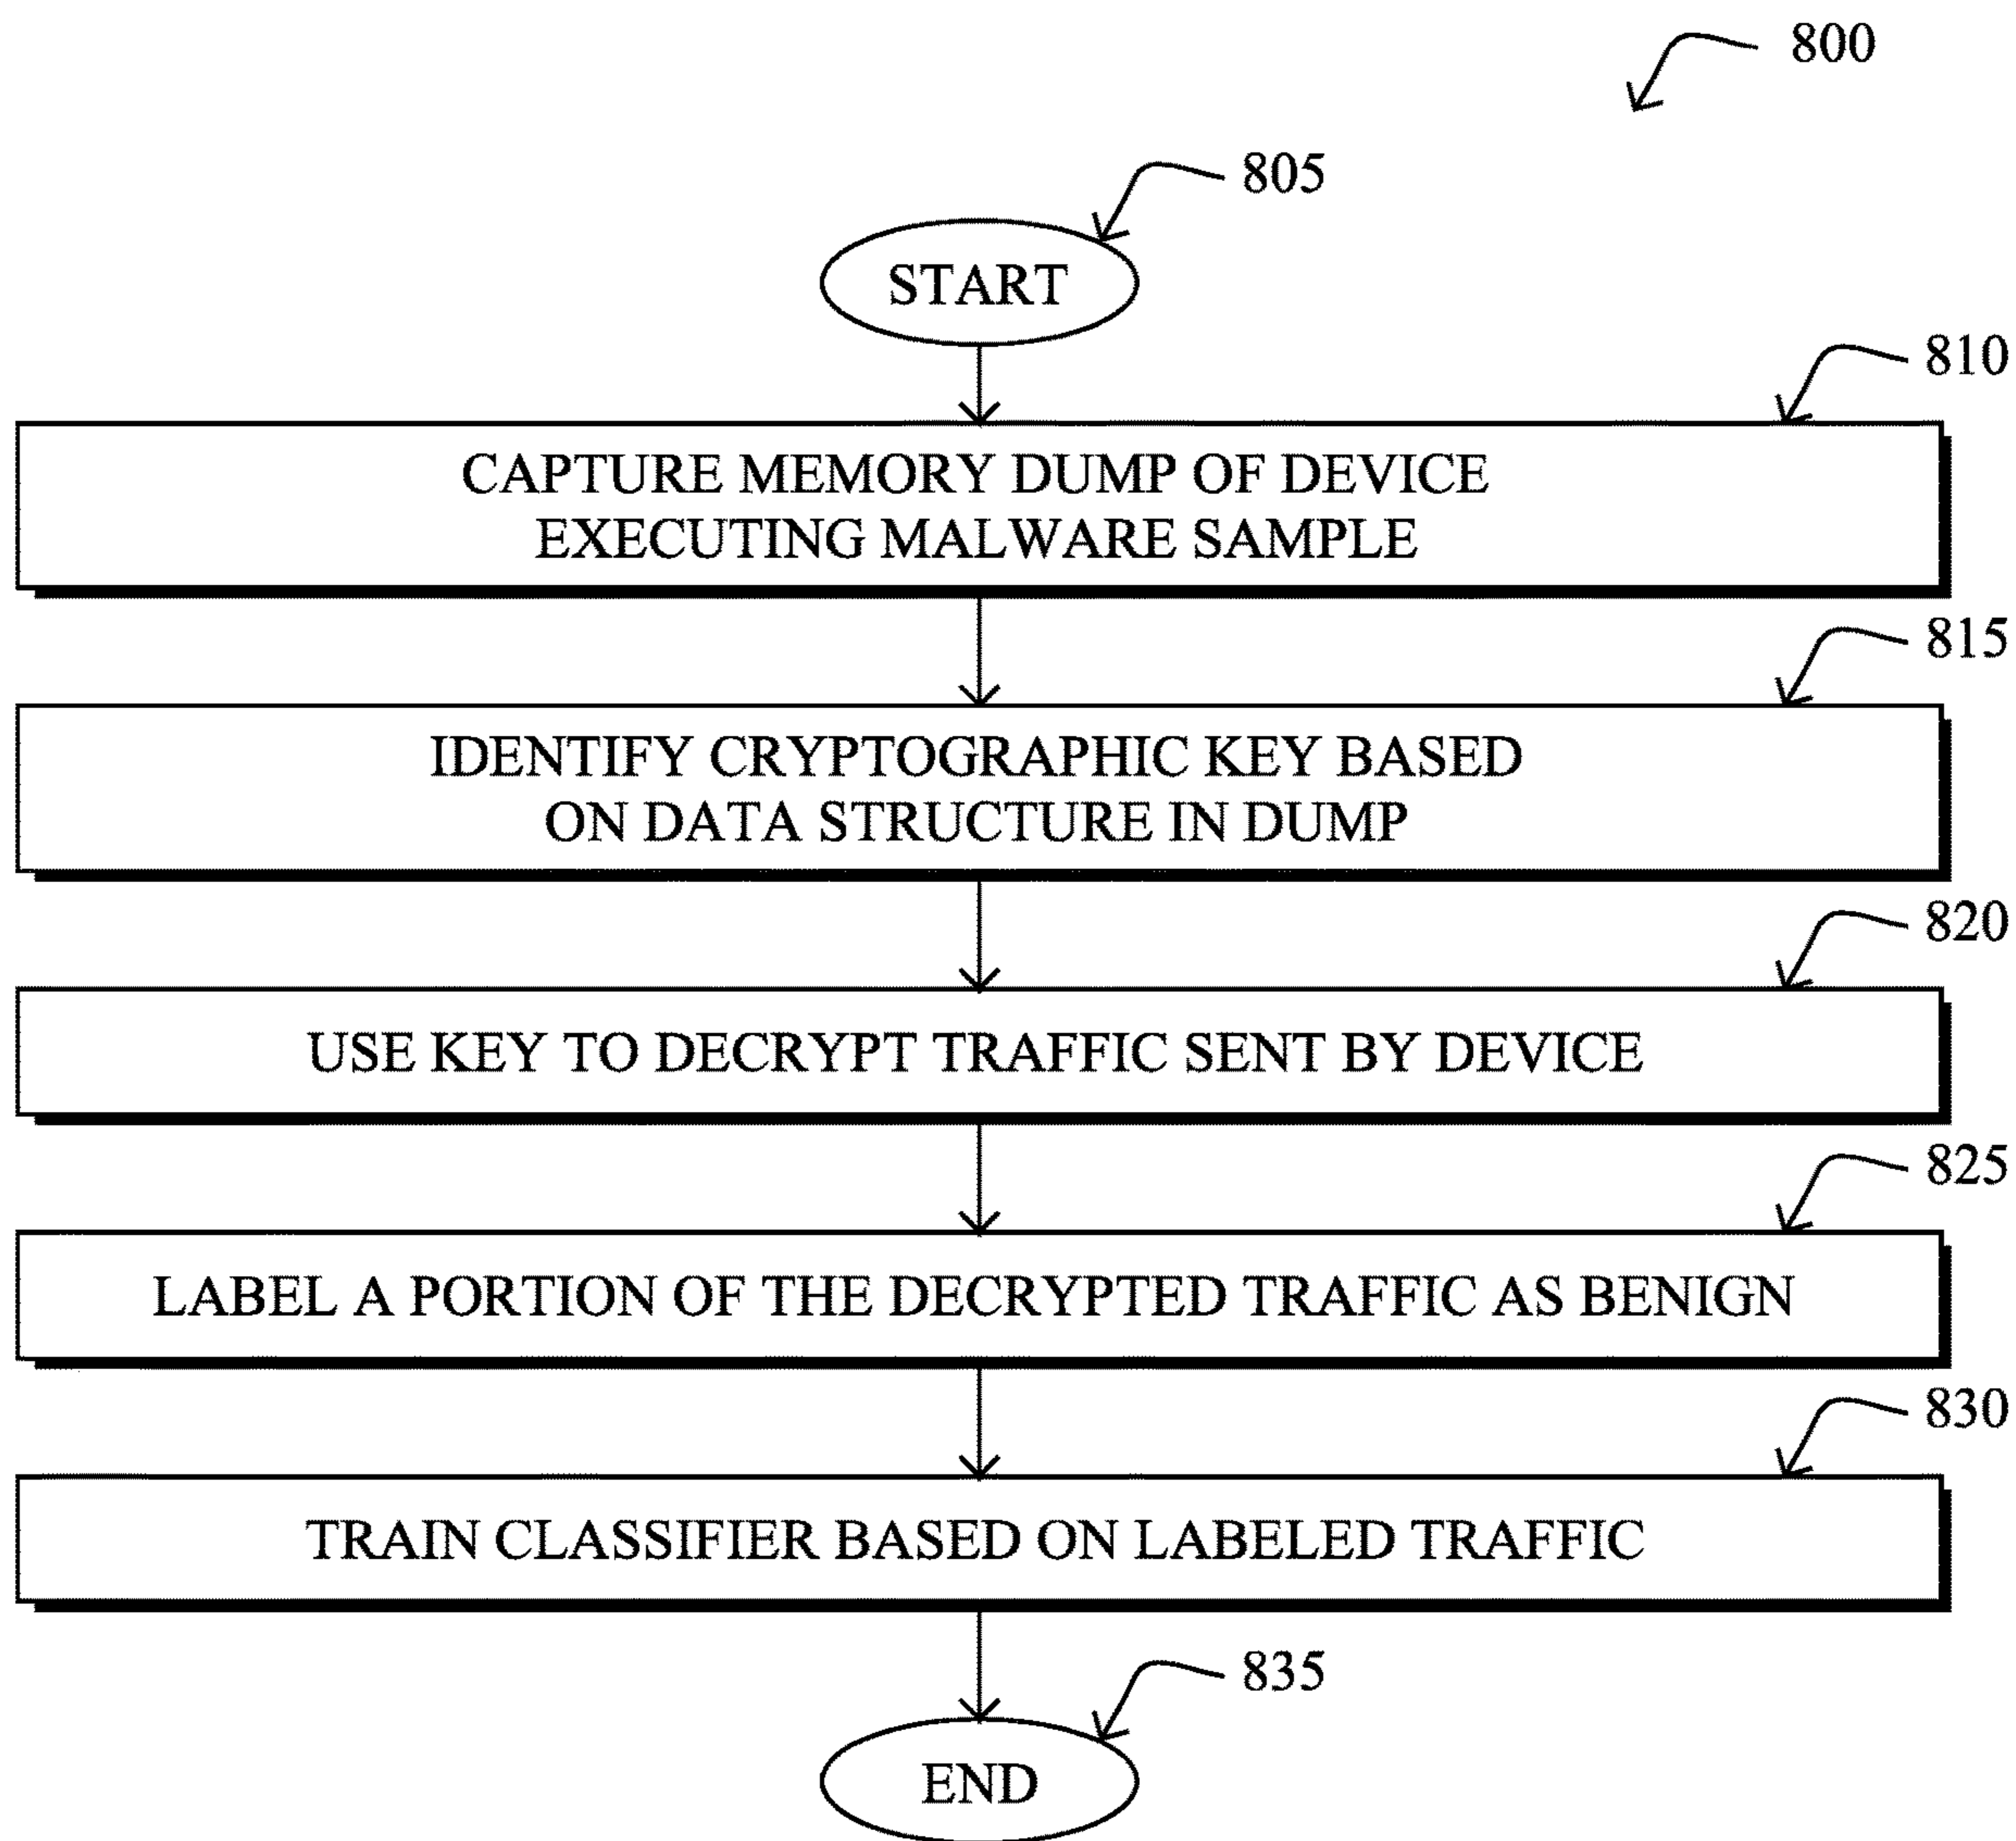 800
805
START
810
CAPTURE MEMORY DUMP OF DEVICE
EXECUTING MALWARE SAMPLE
815
IDENTIFY CRYPTOGRAPHIC KEY BASED
ON DATA STRUCTURE IN DUMP
820
USE KEY TO DECRYPT TRAFFIC SENT BY DEVICE
825
LABEL A PORTION OF THE DECRYPTED TRAFFIC AS BENIGN
830
TRAIN CLASSIFIER BASED ON LABELED TRAFFIC
835
END